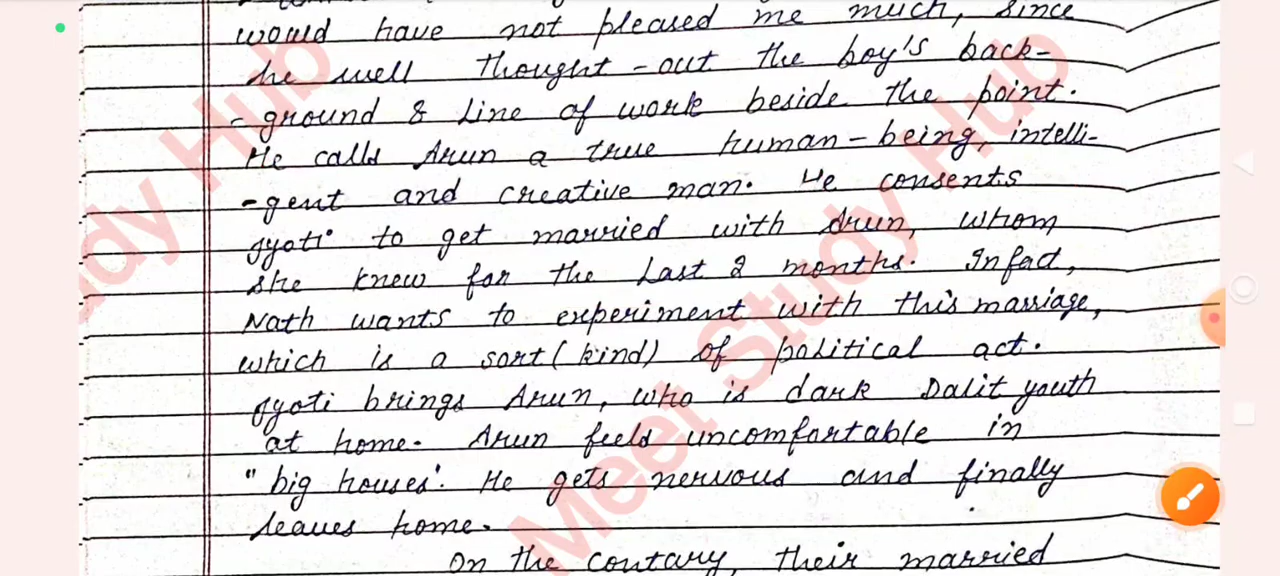 would have not pleased me much, since
he well thought-out the boy's back-
-ground & line of work beside the point.
He calls Arun a true human-being, intelli-
-gent and creative man. He consents
Jyoti to get married with Arun, whom
she knew for the last 2 months. Infact,
Nath wants to experiment with this marriage,
which is a sort (kind) of political act.
Jyoti brings Arun, who is dark Dalit youth
at home. Arun feels uncomfortable in
"big houses'. He gets nervous and finally
leaves home.
On the contary, their married
Meet Study Hub